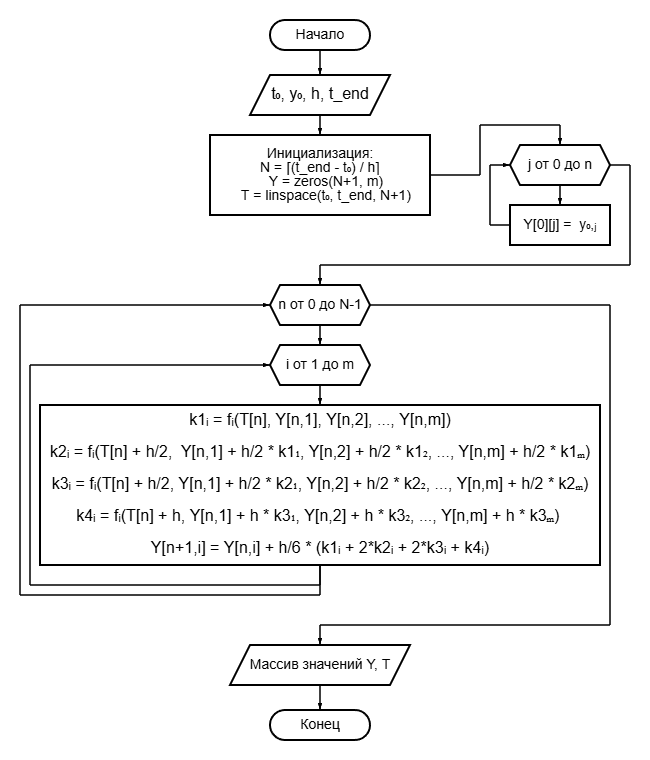 Начало
t₀, y₀, h, t_end
Инициализация:
N = ⌈(t_end - t₀) / h⌉
Y = zeros(N+1, m)
T = linspace(t₀, t_end, N+1)
j от 0 до n
Y[0][j] = y₀,ⱼ
n от 0 до N-1
i от 1 до m
k1ᵢ = fᵢ(T[n], Y[n,1], Y[n,2], ..., Y[n,m])
k2ᵢ = fᵢ(T[n] + h/2, Y[n,1] + h/2 * k1₁, Y[n,2] + h/2 * k1₂, ..., Y[n,m] + h/2 * k1ₘ)
k3ᵢ = fᵢ(T[n] + h/2, Y[n,1] + h/2 * k2₁, Y[n,2] + h/2 * k2₂, ..., Y[n,m] + h/2 * k2ₘ)
k4ᵢ = fᵢ(T[n] + h, Y[n,1] + h * k3₁, Y[n,2] + h * k3₂, ..., Y[n,m] + h * k3ₘ)
Y[n+1,i] = Y[n,i] + h/6 * (k1ᵢ + 2*k2ᵢ + 2*k3ᵢ + k4ᵢ)
Массив значений Y, T
Конец